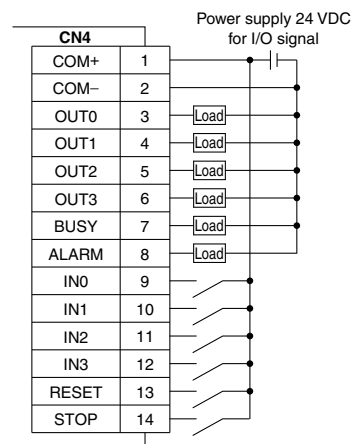 Power supply 24 VDC
for I/O signal
CN4
COM+ 1
COM− 2
OUT0 3 Load
OUT1 4 Load
OUT2 5 Load
OUT3 6 Load
BUSY 7 Load
ALARM 8 Load
IN0 9
IN1 10
IN2 11
IN3 12
RESET 13
STOP 14